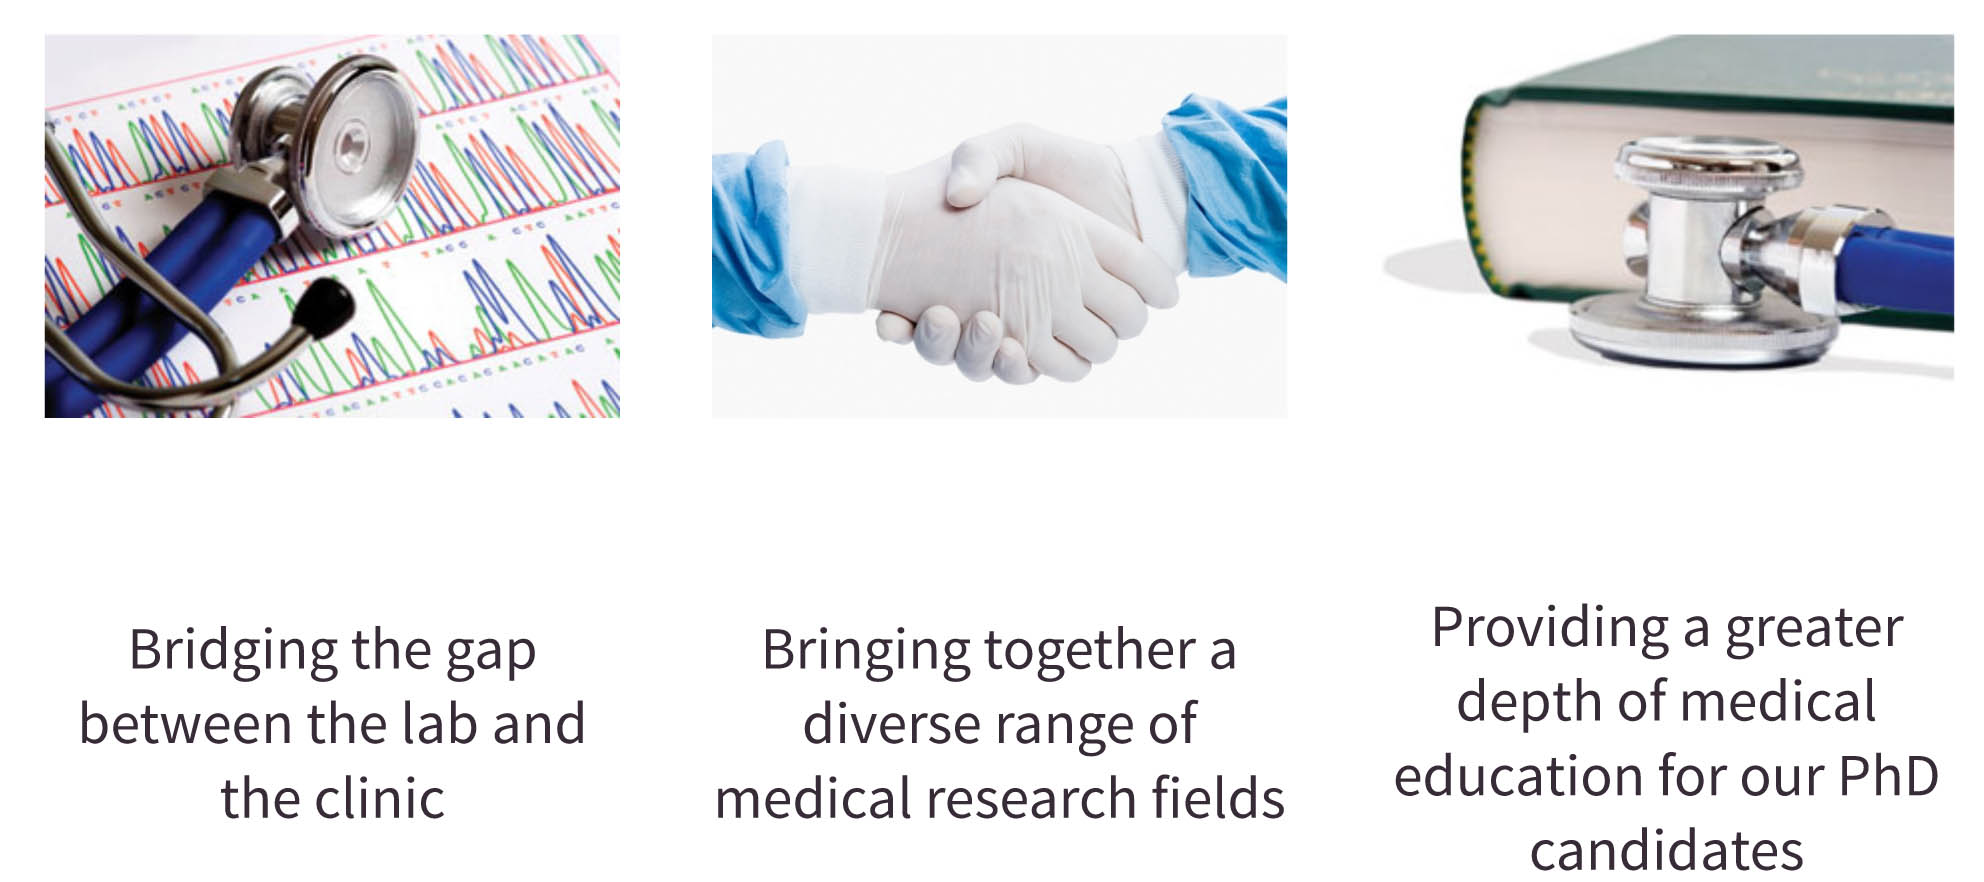 Bridging the gap
between the lab and
the clinic
Bringing together a
diverse range of
medical research fields
Providing a greater
depth of medical
education for our PhD
candidates